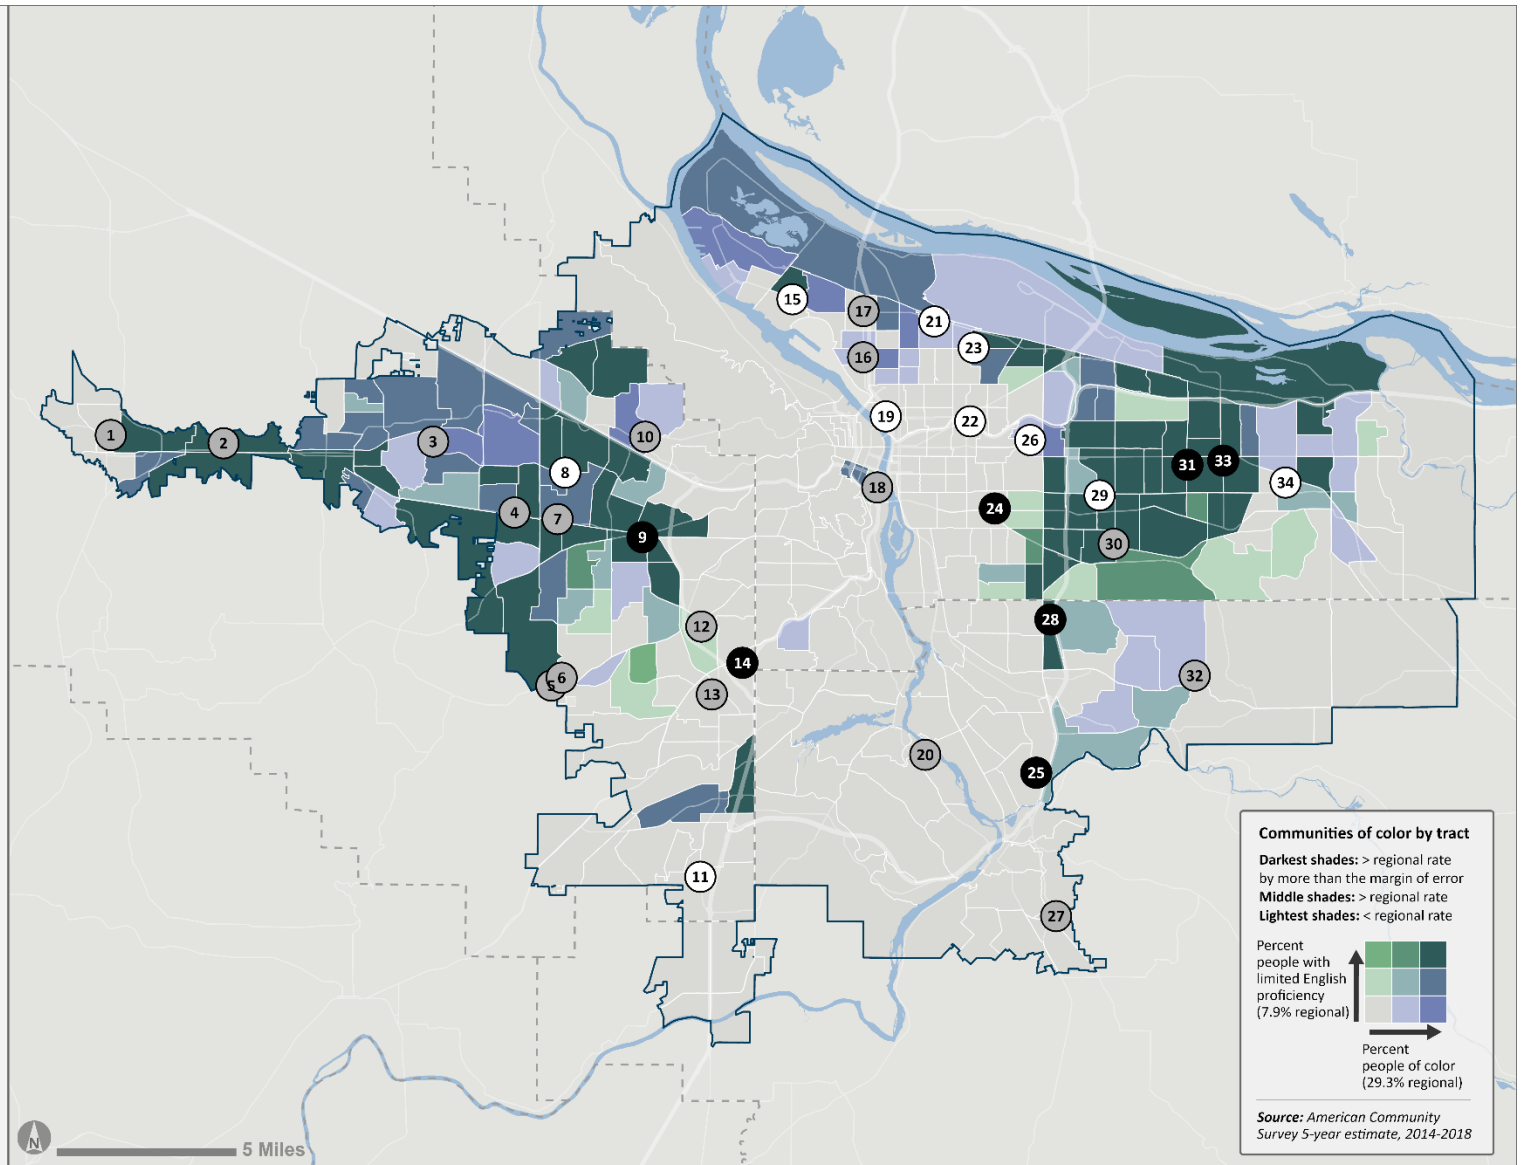 15
17
21
23
16
19
22
1
2
3
10
26
8
31
33
18
34
4
7
29
24
9
30
12
28
14
6
5
13
32
20
25
11
27
Communities of color by tract
Darkest shades: > regional rate
by more than the margin of error
Middle shades: > regional rate
Lightest shades: < regional rate
Percent
people with
limited English
proficiency
(7.9% regional)
Percent
people of color
(29.3% regional)
Source: American Community
Survey 5-year estimate, 2014-2018
N
5 Miles